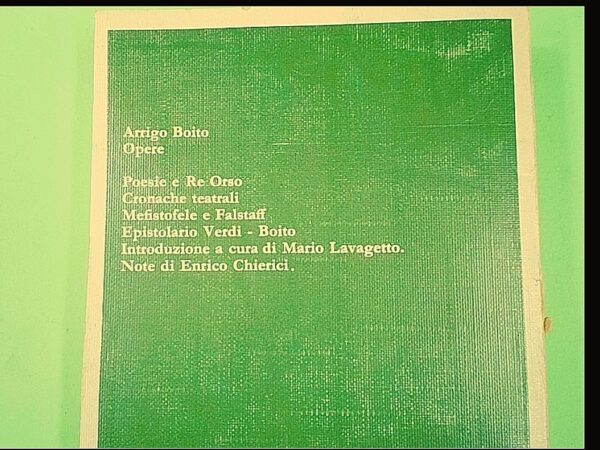 Arrigo Boito
Opere
Poesie e Re Orso
Cronache teatrali
Mefistofele e Falstaff
Epistolario Verdi - Boito
Introduzione a cura di Mario Lavagetto.
Note di Enrico Chierici.